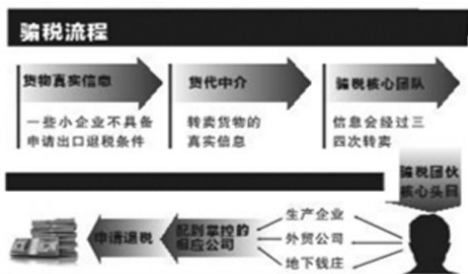 骗税流程
货物真实信息
货代中介
骗税核心团队
一些小企业不具备
申请出口退税条件
转卖货物的
真实信息
信息会经过三
四次转卖
骗税团伙
核心头目
生产企业
外贸公司
地下钱庄
配到掌控的
相应公司
申请退税